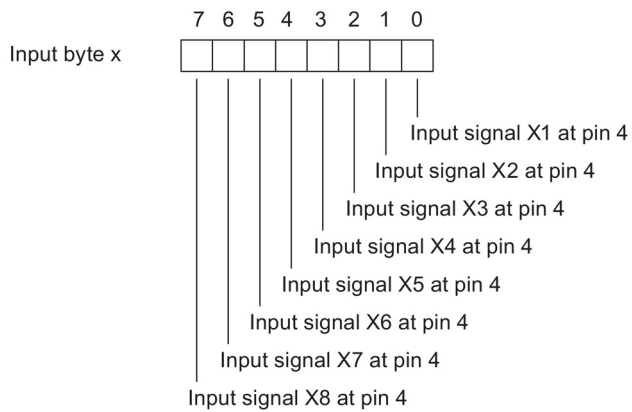 7 6 5 4 3 2 1 0
Input byte x
Input signal X1 at pin 4
Input signal X2 at pin 4
Input signal X3 at pin 4
Input signal X4 at pin 4
Input signal X5 at pin 4
Input signal X6 at pin 4
Input signal X7 at pin 4
Input signal X8 at pin 4